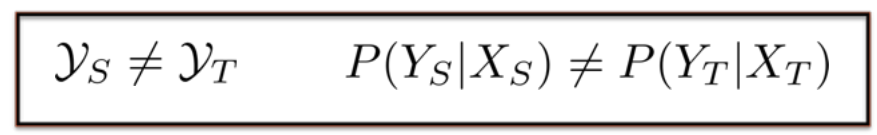 𝒴_S ≠ 𝒴_T P(Y_S|X_S) ≠ P(Y_T|X_T)